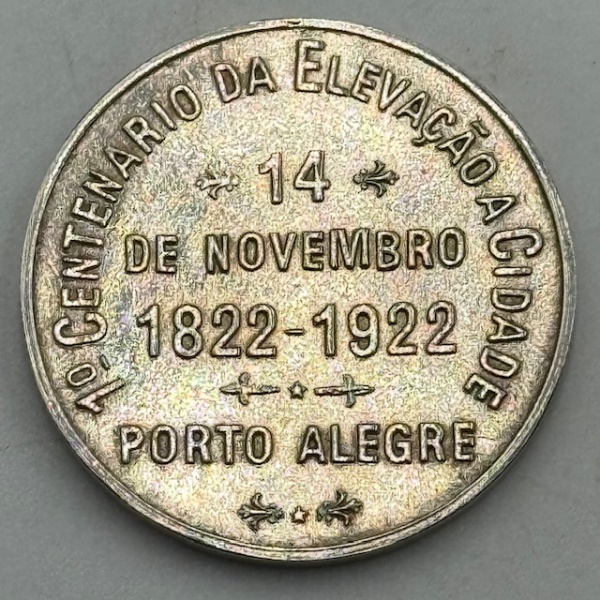 1º CENTENARIO DA ELEVAÇÃO A CIDADE
14
DE NOVEMBRO
1822-1922
PORTO ALEGRE